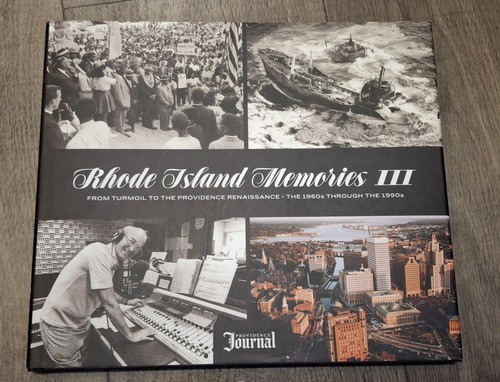 Rhode Island Memories III
FROM TURMOIL TO THE PROVIDENCE RENAISSANCE • THE 1960s THROUGH THE 1990s
PROVIDENCE
Journal